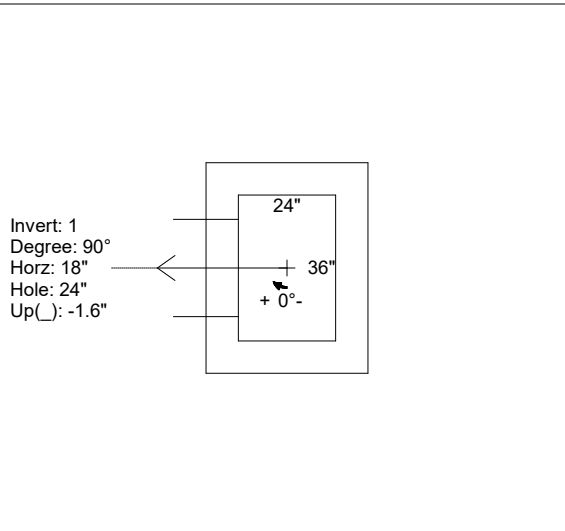 24"
Invert: 1
Degree: 90°
Horz: 18"
Hole: 24"
Up(_): -1.6"
36"
+ 0°-